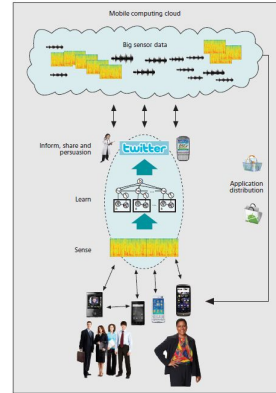 Mobile computing cloud
Big sensor data
Inform, share and
persuasion
twitter
Learn
Application
distribution
Sense